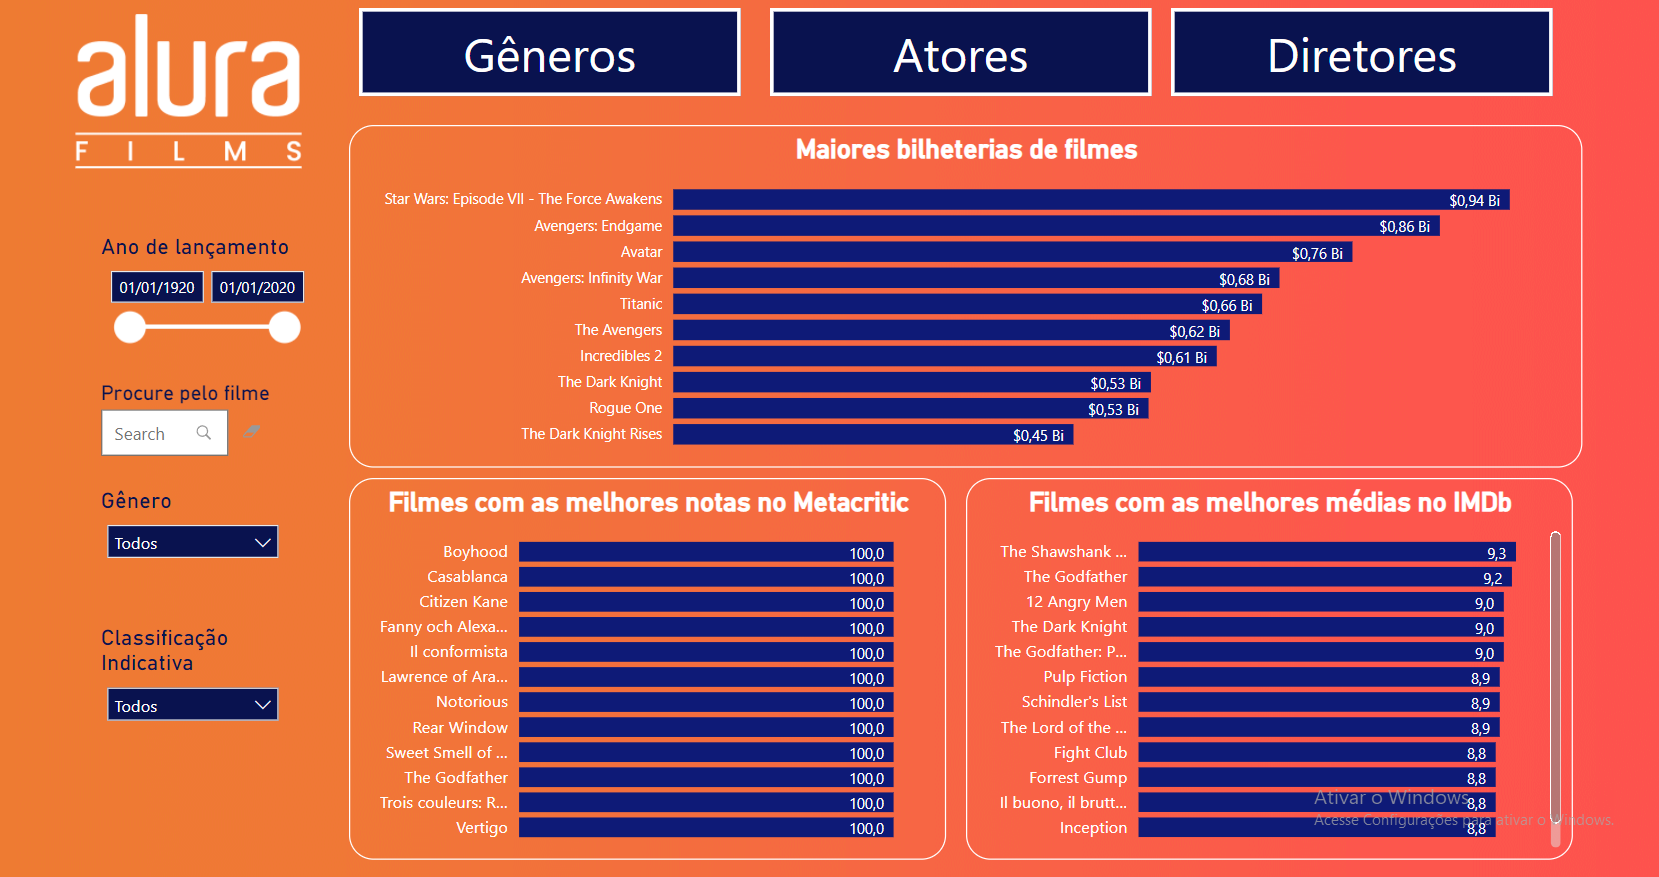 alura
FILMS
Gêneros
Atores
Diretores
Ano de lançamento
01/01/1920 01/01/2020
Procure pelo filme
Search
Gênero
Todos
Classificação
Indicativa
Todos
Maiores bilheterias de filmes
Star Wars: Episode VII - The Force Awakens $0,94 Bi
Avengers: Endgame $0,86 Bi
Avatar $0,76 Bi
Avengers: Infinity War $0,68 Bi
Titanic $0,66 Bi
The Avengers $0,62 Bi
Incredibles 2 $0,61 Bi
The Dark Knight $0,53 Bi
Rogue One $0,53 Bi
The Dark Knight Rises $0,45 Bi
Filmes com as melhores notas no Metacritic
Boyhood 100,0
Casablanca 100,0
Citizen Kane 100,0
Fanny och Alexa... 100,0
Il conformista 100,0
Lawrence of Ara... 100,0
Notorious 100,0
Rear Window 100,0
Sweet Smell of ... 100,0
The Godfather 100,0
Trois couleurs: R... 100,0
Vertigo 100,0
Filmes com as melhores médias no IMDb
The Shawshank ... 9,3
The Godfather 9,2
12 Angry Men 9,0
The Dark Knight 9,0
The Godfather: P... 9,0
Pulp Fiction 8,9
Schindler's List 8,9
The Lord of the ... 8,9
Fight Club 8,8
Forrest Gump 8,8
Il buono, il brutt... 8,8
Inception 8,8
Ativar o Windows
Acesse Configurações para ativar o Windows.